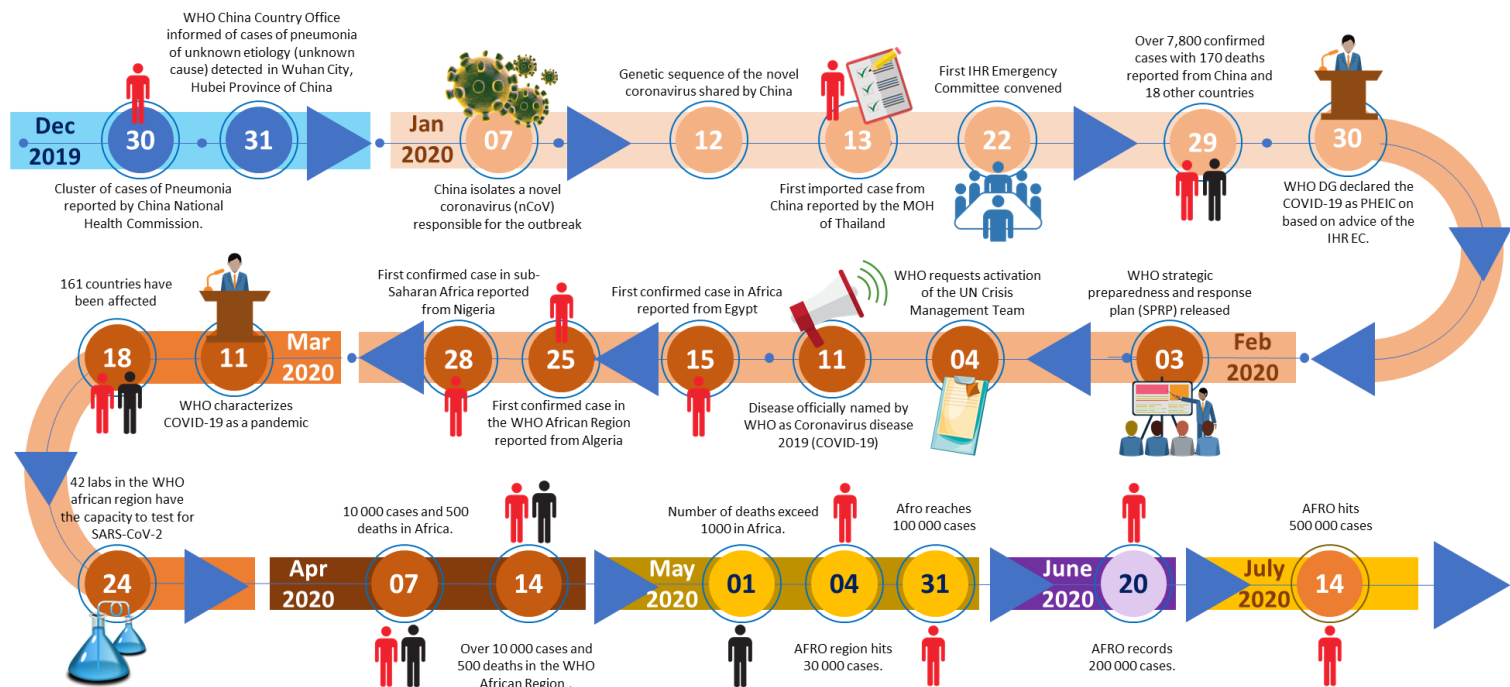 WHO China Country Office
informed of cases of pneumonia
of unknown etiology (unknown
cause) detected in Wuhan City,
Hubei Province of China
Dec
2019
30
31
Cluster of cases of Pneumonia
reported by China National
Health Commission.
Jan
2020
07
China isolates a novel
coronavirus (nCoV)
responsible for the outbreak
Genetic sequence of the novel
coronavirus shared by China
12
13
First imported case from
China reported by the MOH
of Thailand
First IHR Emergency
Committee convened
22
Over 7,800 confirmed
cases with 170 deaths
reported from China and
18 other countries
29
30
WHO DG declared the
COVID-19 as PHEIC on
based on advice of the
IHR EC.
Feb
2020
WHO strategic
preparedness and response
plan (SPRP) released
03
WHO requests activation
of the UN Crisis
Management Team
04
11
Disease officially named by
WHO as Coronavirus disease
2019 (COVID-19)
First confirmed case in Africa
reported from Egypt
15
25
First confirmed case in
the WHO African Region
reported from Algeria
First confirmed case in sub-
Saharan Africa reported
from Nigeria
28
Mar
2020
11
WHO characterizes
COVID-19 as a pandemic
161 countries have
been affected
18
42 labs in the WHO
african region have
the capacity to test for
SARS-CoV-2
24
Apr
2020
10 000 cases and 500
deaths in Africa.
07
14
Over 10 000 cases and
500 deaths in the WHO
African Region .
May
2020
Number of deaths exceed
1000 in Africa.
01
04
AFRO region hits
30 000 cases.
Afro reaches
100 000 cases
31
June
2020
20
AFRO records
200 000 cases.
July
2020
AFRO hits
500 000 cases
14